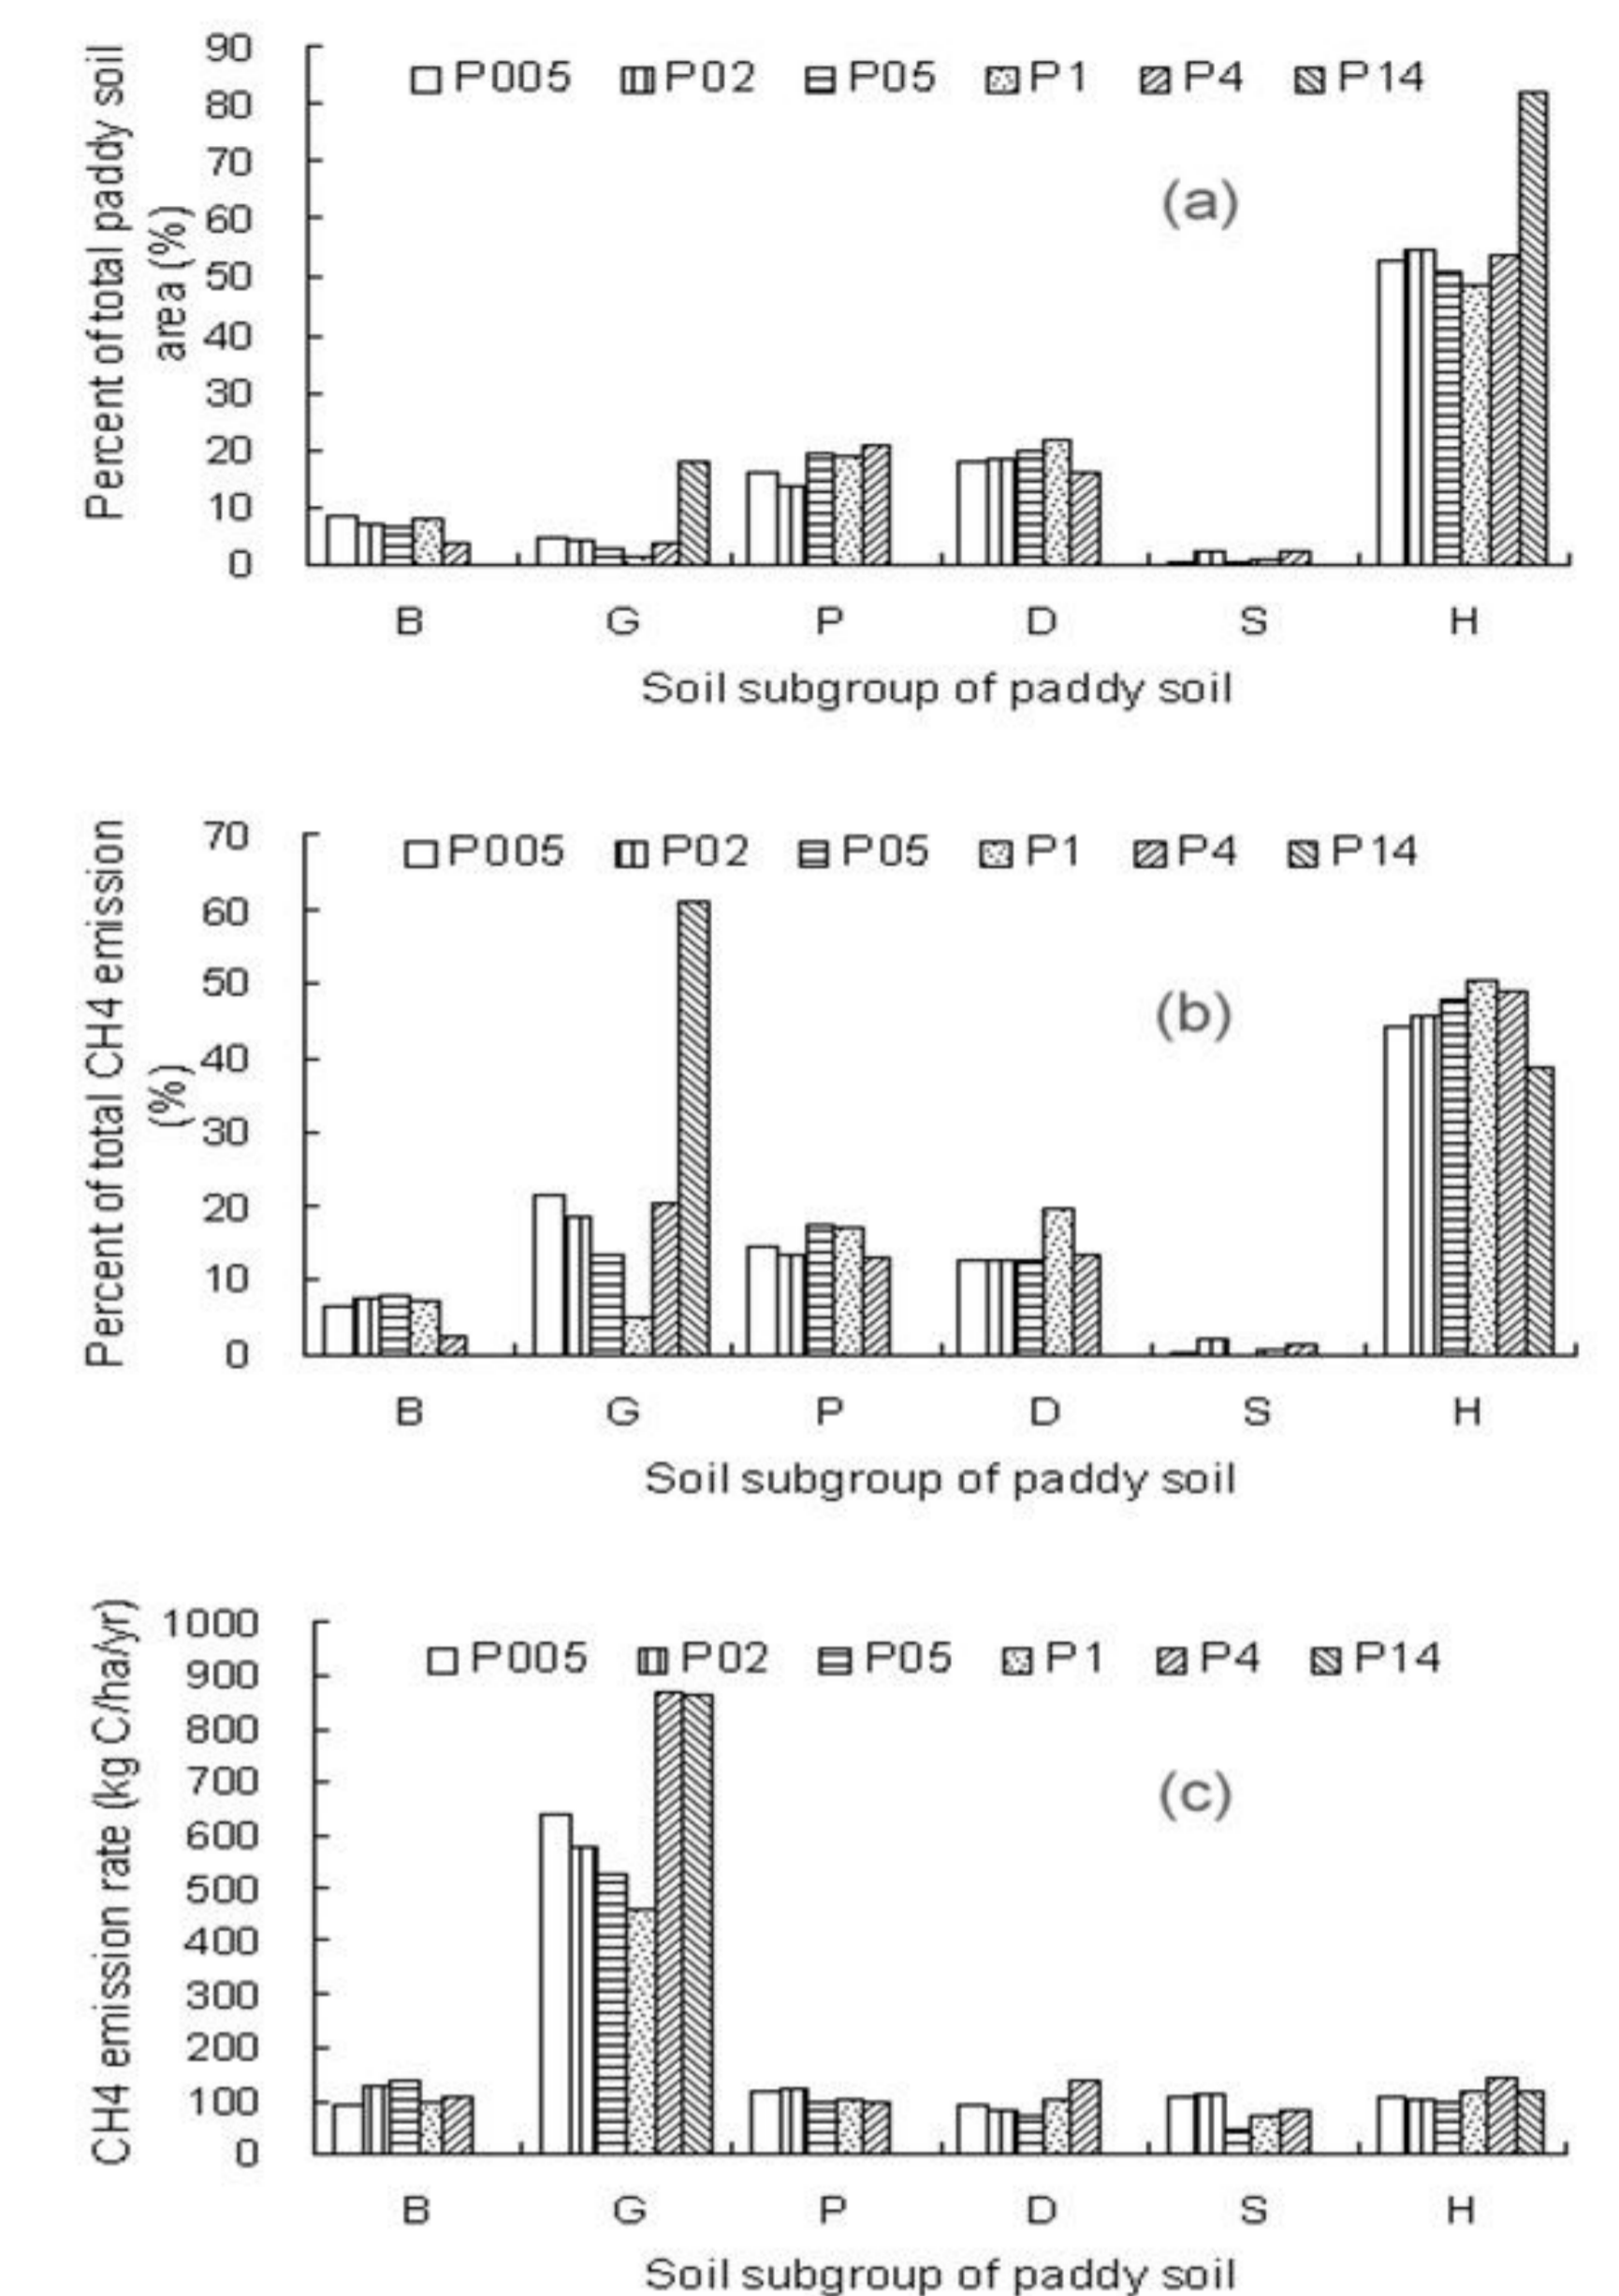 Percent of total paddy soil
area (%)
90
80
70
60
50
40
30
20
10
0
P005 P02 P05 P1 P4 P14
(a)
B G P D S H
Soil subgroup of paddy soil
Percent of total CH4 emission
(%)
70
60
50
40
30
20
10
0
P005 P02 P05 P1 P4 P14
(b)
B G P D S H
Soil subgroup of paddy soil
CH4 emission rate (kg C/ha/yr)
1000
900
800
700
600
500
400
300
200
100
0
P005 P02 P05 P1 P4 P14
(c)
B G P D S H
Soil subgroup of paddy soil